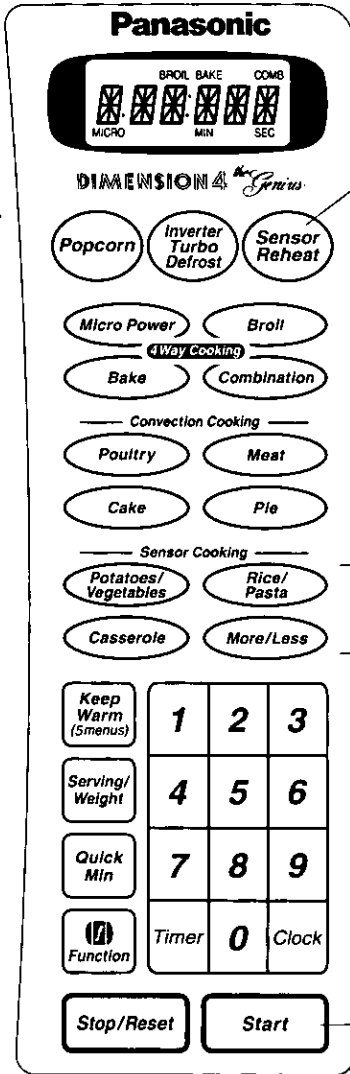 Panasonic
BROIL BAKE COMB
MICRO MIN SEC
DIMENSION 4 the Genius
Popcorn
Inverter
Turbo
Defrost
Sensor
Reheat
Micro Power
Broil
4 Way Cooking
Bake
Combination
Convection Cooking
Poultry
Meat
Cake
Pie
Sensor Cooking
Potatoes/
Vegetables
Rice/
Pasta
Casserole
More/Less
Keep
Warm
(5menus)
1 2 3
Serving/
Weight
4 5 6
Quick
Min
7 8 9
Function
Timer 0 Clock
Stop/Reset
Start